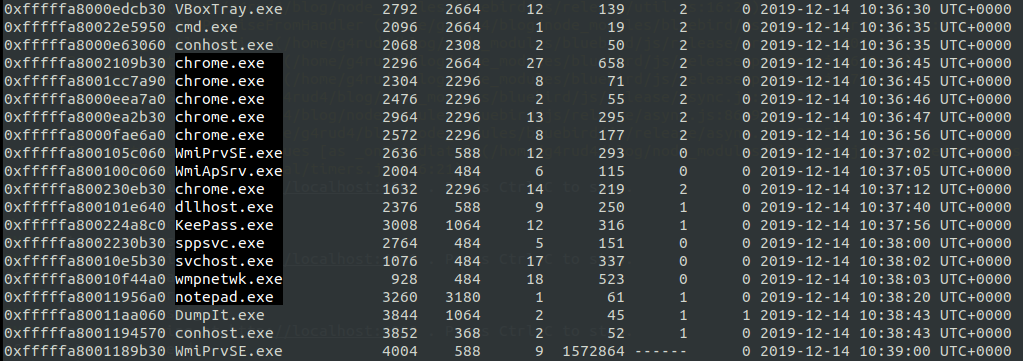 0xfffffa8000edcb30 VBoxTray.exe 2792 2664 12 139 2 0 2019-12-14 10:36:30 UTC+0000
0xfffffa80022e5950 cmd.exe 2096 2664 1 19 2 0 2019-12-14 10:36:35 UTC+0000
0xfffffa8000e63060 conhost.exe 2068 2308 2 50 2 0 2019-12-14 10:36:35 UTC+0000
0xfffffa8002109b30 chrome.exe 2296 2664 27 658 2 0 2019-12-14 10:36:45 UTC+0000
0xfffffa8001cc7a90 chrome.exe 2304 2296 8 71 2 0 2019-12-14 10:36:45 UTC+0000
0xfffffa8000eea7a0 chrome.exe 2476 2296 2 55 2 0 2019-12-14 10:36:46 UTC+0000
0xfffffa8000ea2b30 chrome.exe 2964 2296 13 295 2 0 2019-12-14 10:36:47 UTC+0000
0xfffffa8000fae6a0 chrome.exe 2572 2296 8 177 2 0 2019-12-14 10:36:56 UTC+0000
0xfffffa800105c060 WmiPrvSE.exe 2636 588 12 293 0 0 2019-12-14 10:37:02 UTC+0000
0xfffffa800100c060 WmiApSrv.exe 2004 484 6 115 0 0 2019-12-14 10:37:05 UTC+0000
0xfffffa800230eb30 chrome.exe 1632 2296 14 219 2 0 2019-12-14 10:37:12 UTC+0000
0xfffffa800101e640 dllhost.exe 2376 588 9 250 1 0 2019-12-14 10:37:40 UTC+0000
0xfffffa800224a8c0 KeePass.exe 3008 1064 12 316 1 0 2019-12-14 10:37:56 UTC+0000
0xfffffa8002230b30 sppsvc.exe 2764 484 5 151 0 0 2019-12-14 10:38:00 UTC+0000
0xfffffa80010e5b30 svchost.exe 1076 484 17 337 0 0 2019-12-14 10:38:02 UTC+0000
0xfffffa80010f44a0 wmpnetwk.exe 928 484 18 523 0 0 2019-12-14 10:38:03 UTC+0000
0xfffffa80011956a0 notepad.exe 3260 3180 1 61 1 0 2019-12-14 10:38:20 UTC+0000
0xfffffa80011aa060 DumpIt.exe 3844 1064 2 45 1 1 2019-12-14 10:38:43 UTC+0000
0xfffffa8001194570 conhost.exe 3852 368 2 52 1 0 2019-12-14 10:38:43 UTC+0000
0xfffffa8001189b30 WmiPrvSE.exe 4004 588 9 1572864 ------ 0 2019-12-14 10:39:00 UTC+0000